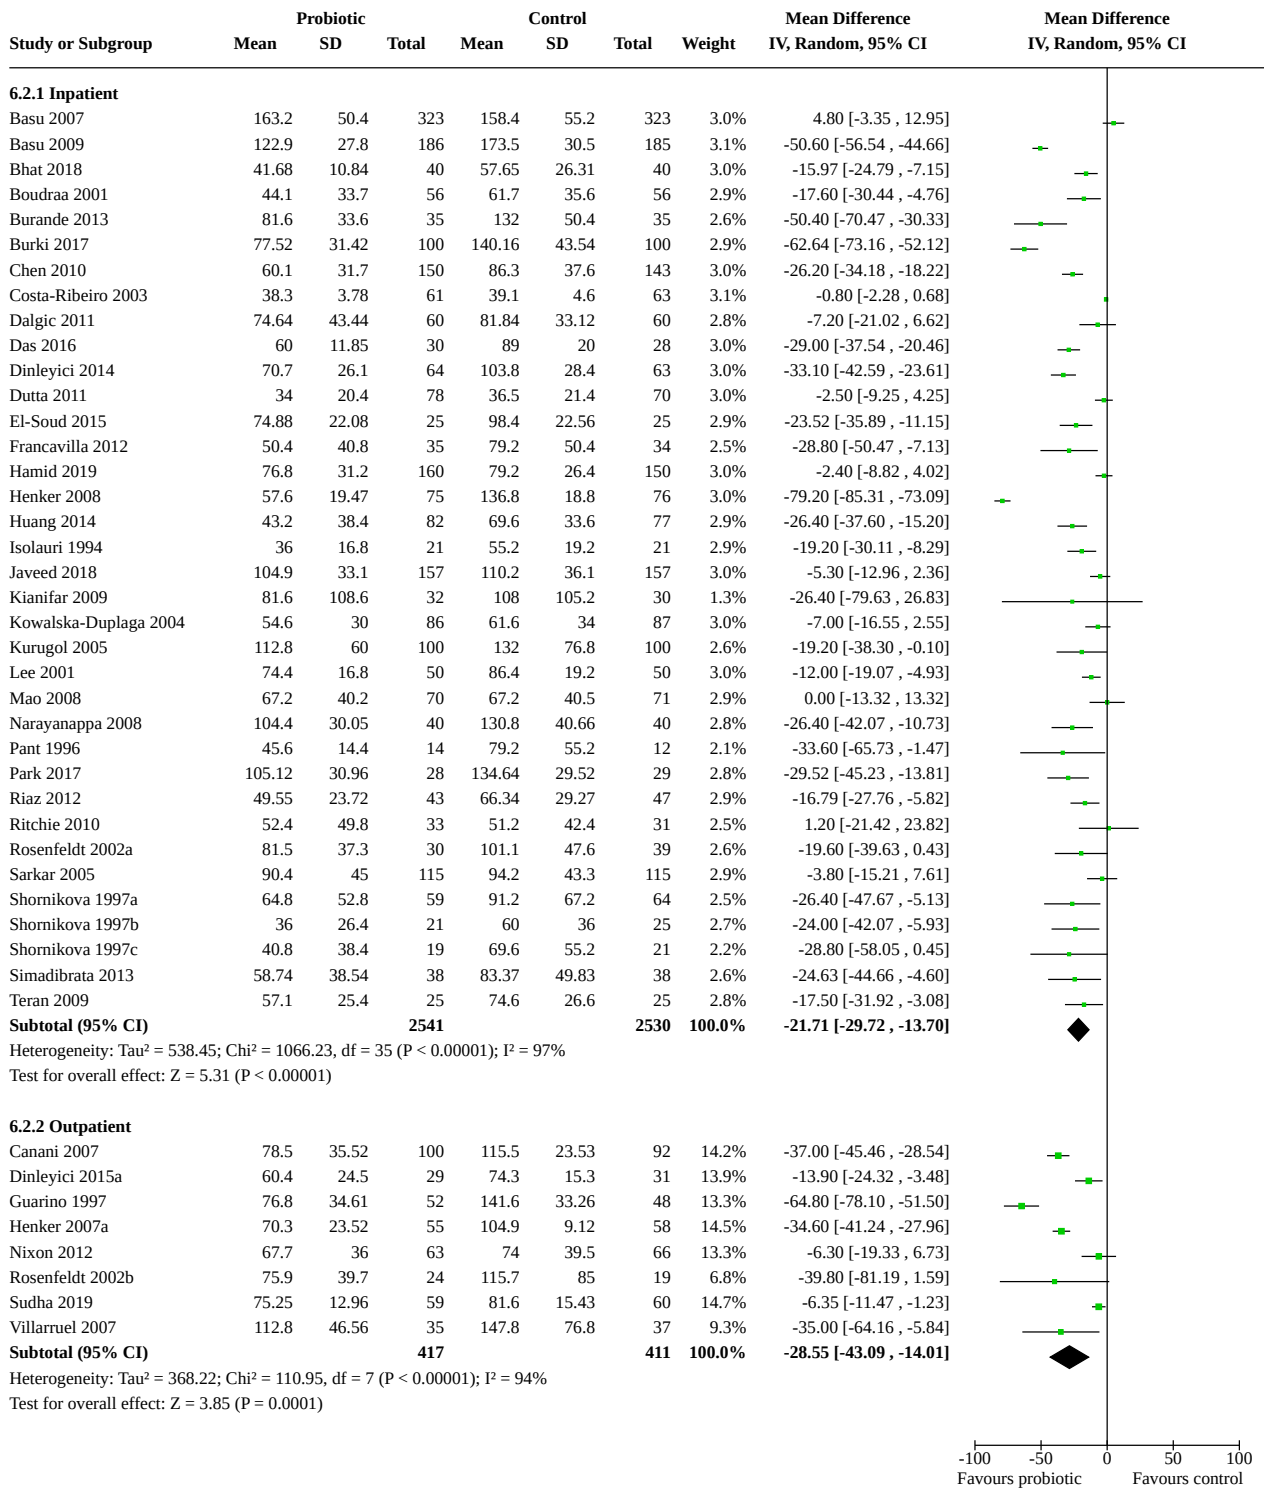 Probiotic Control Mean Difference Mean Difference
Study or Subgroup Mean SD Total Mean SD Total Weight IV, Random, 95% CI IV, Random, 95% CI
6.2.1 Inpatient
Basu 2007 163.2 50.4 323 158.4 55.2 323 3.0% 4.80 [-3.35 , 12.95]
Basu 2009 122.9 27.8 186 173.5 30.5 185 3.1% -50.60 [-56.54 , -44.66]
Bhat 2018 41.68 10.84 40 57.65 26.31 40 3.0% -15.97 [-24.79 , -7.15]
Boudraa 2001 44.1 33.7 56 61.7 35.6 56 2.9% -17.60 [-30.44 , -4.76]
Burande 2013 81.6 33.6 35 132 50.4 35 2.6% -50.40 [-70.47 , -30.33]
Burki 2017 77.52 31.42 100 140.16 43.54 100 2.9% -62.64 [-73.16 , -52.12]
Chen 2010 60.1 31.7 150 86.3 37.6 143 3.0% -26.20 [-34.18 , -18.22]
Costa-Ribeiro 2003 38.3 3.78 61 39.1 4.6 63 3.1% -0.80 [-2.28 , 0.68]
Dalgic 2011 74.64 43.44 60 81.84 33.12 60 2.8% -7.20 [-21.02 , 6.62]
Das 2016 60 11.85 30 89 20 28 3.0% -29.00 [-37.54 , -20.46]
Dinleyici 2014 70.7 26.1 64 103.8 28.4 63 3.0% -33.10 [-42.59 , -23.61]
Dutta 2011 34 20.4 78 36.5 21.4 70 3.0% -2.50 [-9.25 , 4.25]
El-Soud 2015 74.88 22.08 25 98.4 22.56 25 2.9% -23.52 [-35.89 , -11.15]
Francavilla 2012 50.4 40.8 35 79.2 50.4 34 2.5% -28.80 [-50.47 , -7.13]
Hamid 2019 76.8 31.2 160 79.2 26.4 150 3.0% -2.40 [-8.82 , 4.02]
Henker 2008 57.6 19.47 75 136.8 18.8 76 3.0% -79.20 [-85.31 , -73.09]
Huang 2014 43.2 38.4 82 69.6 33.6 77 2.9% -26.40 [-37.60 , -15.20]
Isolauri 1994 36 16.8 21 55.2 19.2 21 2.9% -19.20 [-30.11 , -8.29]
Javeed 2018 104.9 33.1 157 110.2 36.1 157 3.0% -5.30 [-12.96 , 2.36]
Kianifar 2009 81.6 108.6 32 108 105.2 30 1.3% -26.40 [-79.63 , 26.83]
Kowalska-Duplaga 2004 54.6 30 86 61.6 34 87 3.0% -7.00 [-16.55 , 2.55]
Kurugol 2005 112.8 60 100 132 76.8 100 2.6% -19.20 [-38.30 , -0.10]
Lee 2001 74.4 16.8 50 86.4 19.2 50 3.0% -12.00 [-19.07 , -4.93]
Mao 2008 67.2 40.2 70 67.2 40.5 71 2.9% 0.00 [-13.32 , 13.32]
Narayanappa 2008 104.4 30.05 40 130.8 40.66 40 2.8% -26.40 [-42.07 , -10.73]
Pant 1996 45.6 14.4 14 79.2 55.2 12 2.1% -33.60 [-65.73 , -1.47]
Park 2017 105.12 30.96 28 134.64 29.52 29 2.8% -29.52 [-45.23 , -13.81]
Riaz 2012 49.55 23.72 43 66.34 29.27 47 2.9% -16.79 [-27.76 , -5.82]
Ritchie 2010 52.4 49.8 33 51.2 42.4 31 2.5% 1.20 [-21.42 , 23.82]
Rosenfeldt 2002a 81.5 37.3 30 101.1 47.6 39 2.6% -19.60 [-39.63 , 0.43]
Sarkar 2005 90.4 45 115 94.2 43.3 115 2.9% -3.80 [-15.21 , 7.61]
Shornikova 1997a 64.8 52.8 59 91.2 67.2 64 2.5% -26.40 [-47.67 , -5.13]
Shornikova 1997b 36 26.4 21 60 36 25 2.7% -24.00 [-42.07 , -5.93]
Shornikova 1997c 40.8 38.4 19 69.6 55.2 21 2.2% -28.80 [-58.05 , 0.45]
Simadibrata 2013 58.74 38.54 38 83.37 49.83 38 2.6% -24.63 [-44.66 , -4.60]
Teran 2009 57.1 25.4 25 74.6 26.6 25 2.8% -17.50 [-31.92 , -3.08]
Subtotal (95% CI) 2541 2530 100.0% -21.71 [-29.72 , -13.70]
Heterogeneity: Tau² = 538.45; Chi² = 1066.23, df = 35 (P < 0.00001); I² = 97%
Test for overall effect: Z = 5.31 (P < 0.00001)
6.2.2 Outpatient
Canani 2007 78.5 35.52 100 115.5 23.53 92 14.2% -37.00 [-45.46 , -28.54]
Dinleyici 2015a 60.4 24.5 29 74.3 15.3 31 13.9% -13.90 [-24.32 , -3.48]
Guarino 1997 76.8 34.61 52 141.6 33.26 48 13.3% -64.80 [-78.10 , -51.50]
Henker 2007a 70.3 23.52 55 104.9 9.12 58 14.5% -34.60 [-41.24 , -27.96]
Nixon 2012 67.7 36 63 74 39.5 66 13.3% -6.30 [-19.33 , 6.73]
Rosenfeldt 2002b 75.9 39.7 24 115.7 85 19 6.8% -39.80 [-81.19 , 1.59]
Sudha 2019 75.25 12.96 59 81.6 15.43 60 14.7% -6.35 [-11.47 , -1.23]
Villarruel 2007 112.8 46.56 35 147.8 76.8 37 9.3% -35.00 [-64.16 , -5.84]
Subtotal (95% CI) 417 411 100.0% -28.55 [-43.09 , -14.01]
Heterogeneity: Tau² = 368.22; Chi² = 110.95, df = 7 (P < 0.00001); I² = 94%
Test for overall effect: Z = 3.85 (P = 0.0001)
-100 -50 0 50 100
Favours probiotic Favours control